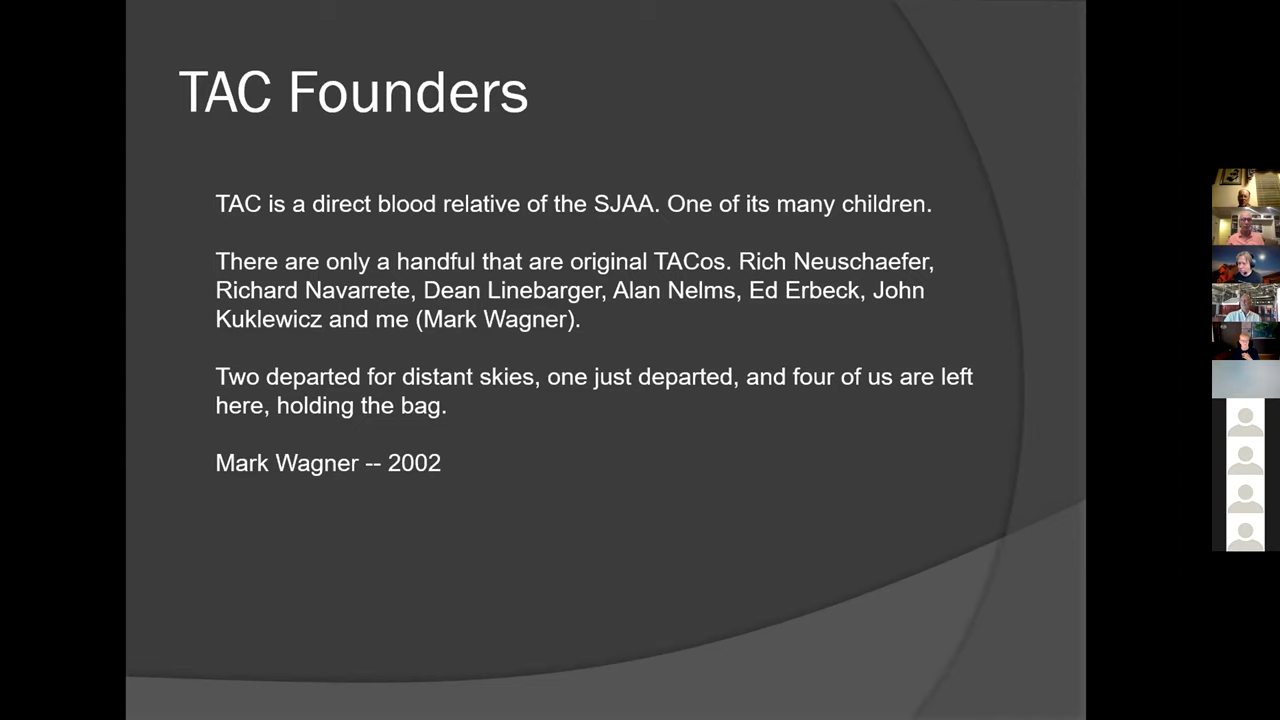 TAC Founders
TAC is a direct blood relative of the SJAA. One of its many children.
There are only a handful that are original TACos. Rich Neuschaefer,
Richard Navarrete, Dean Linebarger, Alan Nelms, Ed Erbeck, John
Kuklewicz and me (Mark Wagner).
Two departed for distant skies, one just departed, and four of us are left
here, holding the bag.
Mark Wagner -- 2002